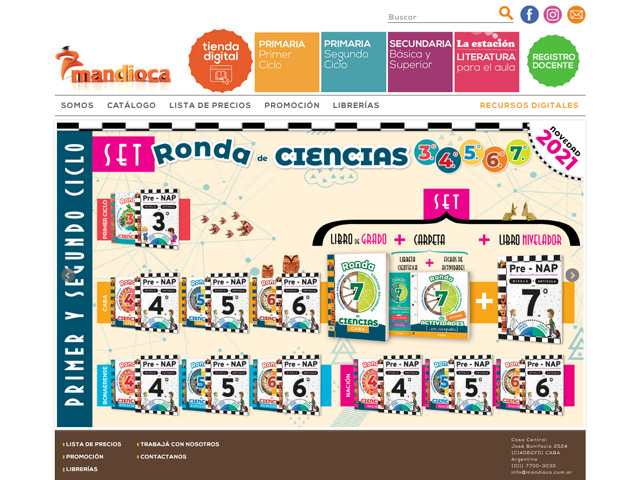 Buscar
mandioca
tienda
digital
PRIMARIA
Primer
Ciclo
PRIMARIA
Segundo
Ciclo
SECUNDARIA
Básica y
Superior
La estación
LITERATURA
para el aula
REGISTRO
DOCENTE
SOMOS CATÁLOGO LISTA DE PRECIOS PROMOCIÓN LIBRERÍAS RECURSOS DIGITALES
PRIMER Y SEGUNDO CICLO
SET Ronda de CIENCIAS 3.º 4.º 5.º 6.º 7.º
NOVEDAD
2021
PRIMER CICLO
Pre - NAP
3°
SET
LIBRO DE GRADO + CARPETA + LIBRO NIVELADOR
LIBRETA
CIENTÍFICA + FICHAS DE
ACTIVIDADES
Ronda
7
CIENCIAS
CABA
Ronda
7
ACTIVIDADES
+
Pre - NAP
NIVELA ARTICULA
7°
CABA
Pre - NAP
4°
Pre - NAP
5°
Pre - NAP
6°
BONAERENSE
Pre - NAP
4°
Pre - NAP
5°
Pre - NAP
6°
NACIÓN
Pre - NAP
4°
Pre - NAP
5°
Pre - NAP
6°
LISTA DE PRECIOS
PROMOCIÓN
LIBRERÍAS
TRABAJÁ CON NOSOTROS
CONTACTANOS
Casa Central
José Bonifacio 2524
(C1406GYD) CABA
Argentina
(011) 7700-3030
info@mandioca.com.ar